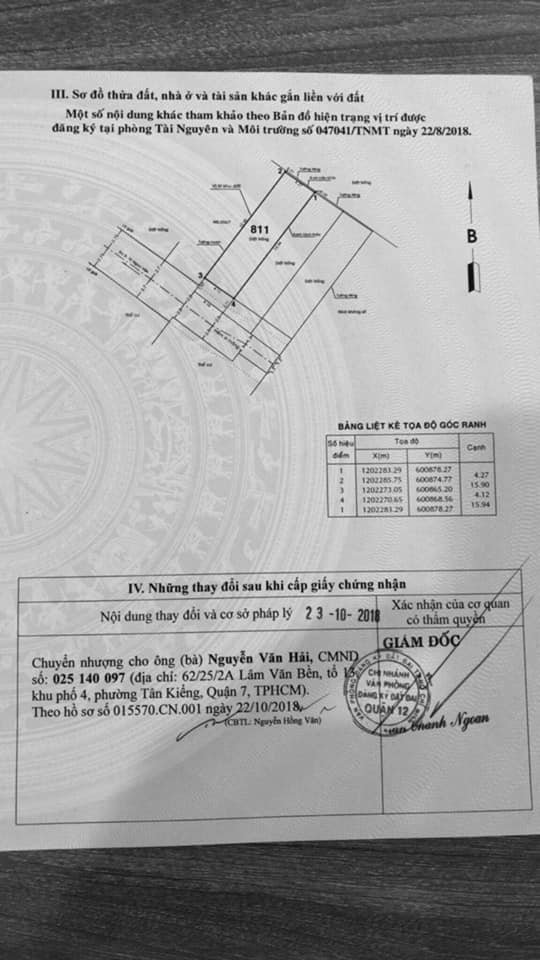 III. Sơ đồ thửa đất, nhà ở và tài sản khác gắn liền với đất
Một số nội dung khác tham khảo theo Bản đồ hiện trạng vị trí được
đăng ký tại phòng Tài Nguyên và Môi trường số 047041/TNMT ngày 22/8/2018.
2
1
811
Đất trống
3
4
B
BẢNG LIỆT KÊ TỌA ĐỘ GÓC RANH
Số hiệu điểm Tọa độ Cạnh
X(m) Y(m)
1 1202283.29 600878.27
4.27
2 1202285.75 600874.77
15.90
3 1202273.05 600865.20
4.12
4 1202270.65 600868.56
15.94
1 1202283.29 600878.27
IV. Những thay đổi sau khi cấp giấy chứng nhận
Nội dung thay đổi và cơ sở pháp lý 23-10-2018
Xác nhận của cơ quan
có thẩm quyền
Chuyển nhượng cho ông (bà) Nguyễn Văn Hải, CMND
số: 025 140 097 (địa chỉ: 62/25/2A Lâm Văn Bền, tổ 13
khu phố 4, phường Tân Kiểng, Quận 7, TPHCM).
Theo hồ sơ số 015570.CN.001 ngày 22/10/2018
(CBTL: Nguyễn Hồng Vân)
GIÁM ĐỐC
CHI NHÁNH
VĂN PHÒNG
ĐĂNG KÝ ĐẤT ĐAI
QUẬN 12
Thanh Ngoan